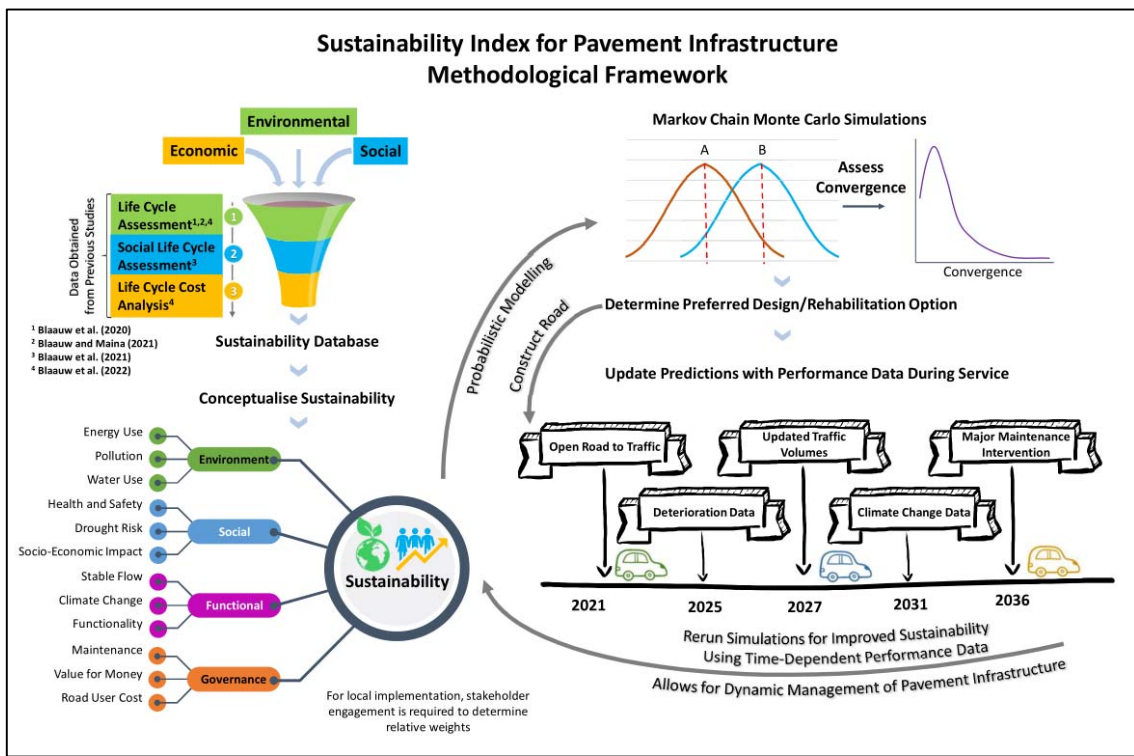 Sustainability Index for Pavement Infrastructure
Methodological Framework
Environmental
Economic
Social
Data Obtained
from Previous Studies
Life Cycle
Assessment1,2,4
1
Social Life Cycle
Assessment3
2
Life Cycle Cost
Analysis4
3
1 Blaauw et al. (2020)
2 Blaauw and Maina (2021)
3 Blaauw et al. (2021)
4 Blaauw et al. (2022)
Sustainability Database
Conceptualise Sustainability
Energy Use
Pollution
Water Use
Environment
Health and Safety
Drought Risk
Socio-Economic Impact
Social
Stable Flow
Climate Change
Functionality
Functional
Maintenance
Value for Money
Road User Cost
Governance
Sustainability
For local implementation, stakeholder
engagement is required to determine
relative weights
Probabilistic Modelling
Markov Chain Monte Carlo Simulations
A
B
Assess
Convergence
Convergence
Determine Preferred Design/Rehabilitation Option
Construct Road
Update Predictions with Performance Data During Service
Open Road to Traffic
Updated Traffic
Volumes
Major Maintenance
Intervention
Deterioration Data
Climate Change Data
2021
2025
2027
2031
2036
Rerun Simulations for Improved Sustainability
Using Time-Dependent Performance Data
Allows for Dynamic Management of Pavement Infrastructure